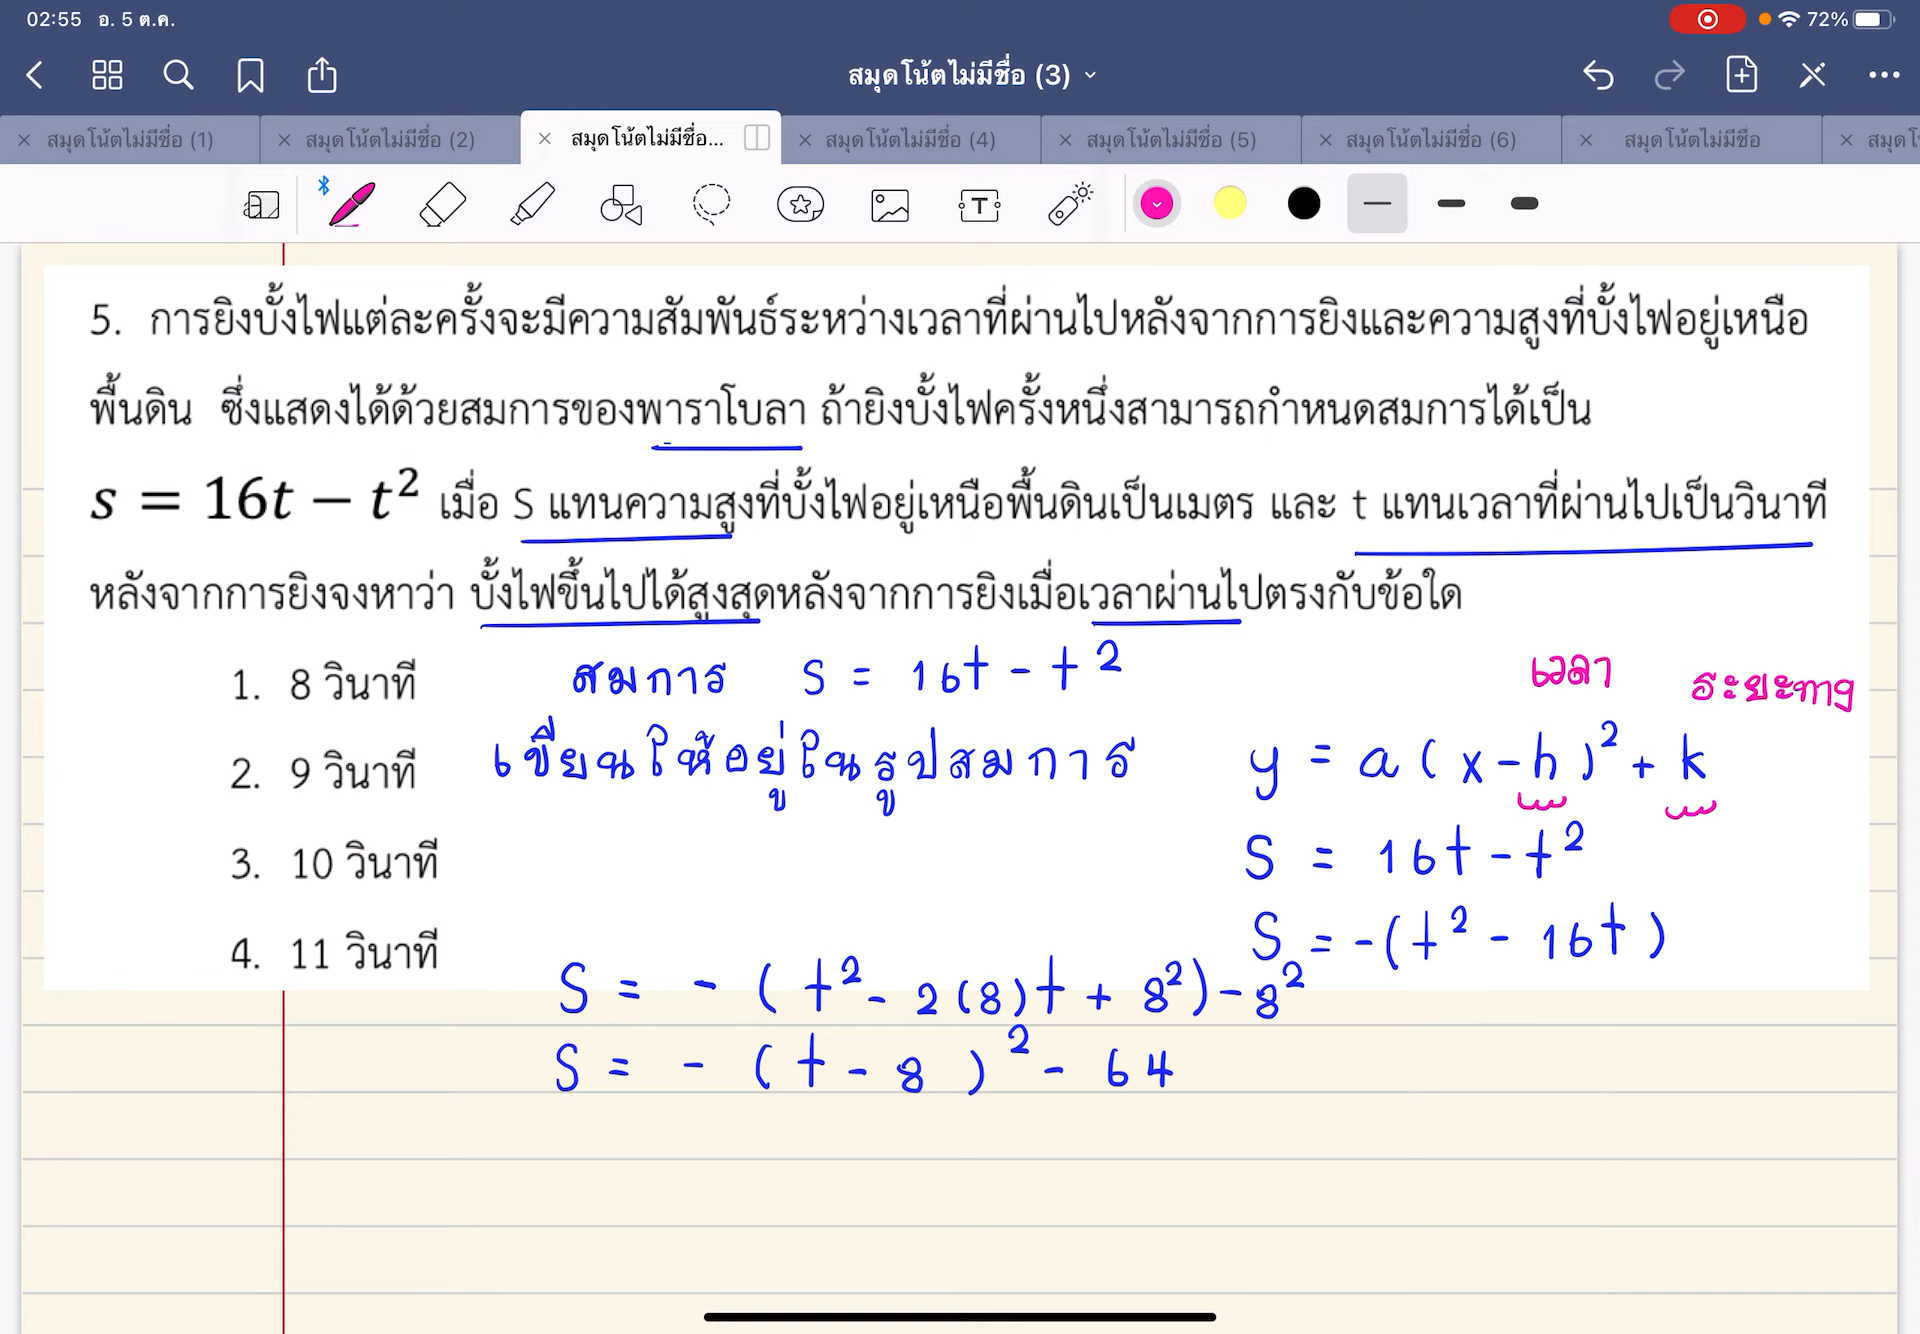 02:55 อ. 5 ต.ค.
72%
สมุดโน้ตไม่มีชื่อ (3)
สมุดโน้ตไม่มีชื่อ (1)
สมุดโน้ตไม่มีชื่อ (2)
สมุดโน้ตไม่มีชื่อ...
สมุดโน้ตไม่มีชื่อ (4)
สมุดโน้ตไม่มีชื่อ (5)
สมุดโน้ตไม่มีชื่อ (6)
สมุดโน้ตไม่มีชื่อ
5. การยิงบั้งไฟแต่ละครั้งจะมีความสัมพันธ์ระหว่างเวลาที่ผ่านไปหลังจากการยิงและความสูงที่บั้งไฟอยู่เหนือ
พื้นดิน ซึ่งแสดงได้ด้วยสมการของพาราโบลา ถ้ายิงบั้งไฟครั้งหนึ่งสามารถกำหนดสมการได้เป็น
s = 16t − t² เมื่อ S แทนความสูงที่บั้งไฟอยู่เหนือพื้นดินเป็นเมตร และ t แทนเวลาที่ผ่านไปเป็นวินาที
หลังจากการยิงจงหาว่า บั้งไฟขึ้นไปได้สูงสุดหลังจากการยิงเมื่อเวลาผ่านไปตรงกับข้อใด
1. 8 วินาที
2. 9 วินาที
3. 10 วินาที
4. 11 วินาที
สมการ S = 16t - t²
เขียนให้อยู่ในรูปสมการ
เวลา
ระยะทาง
y = a(x-h)² + k
S = 16t - t²
S = -(t² - 16t)
S = - (t² - 2(8)t + 8²) - 8²
S = - (t - 8)² - 64